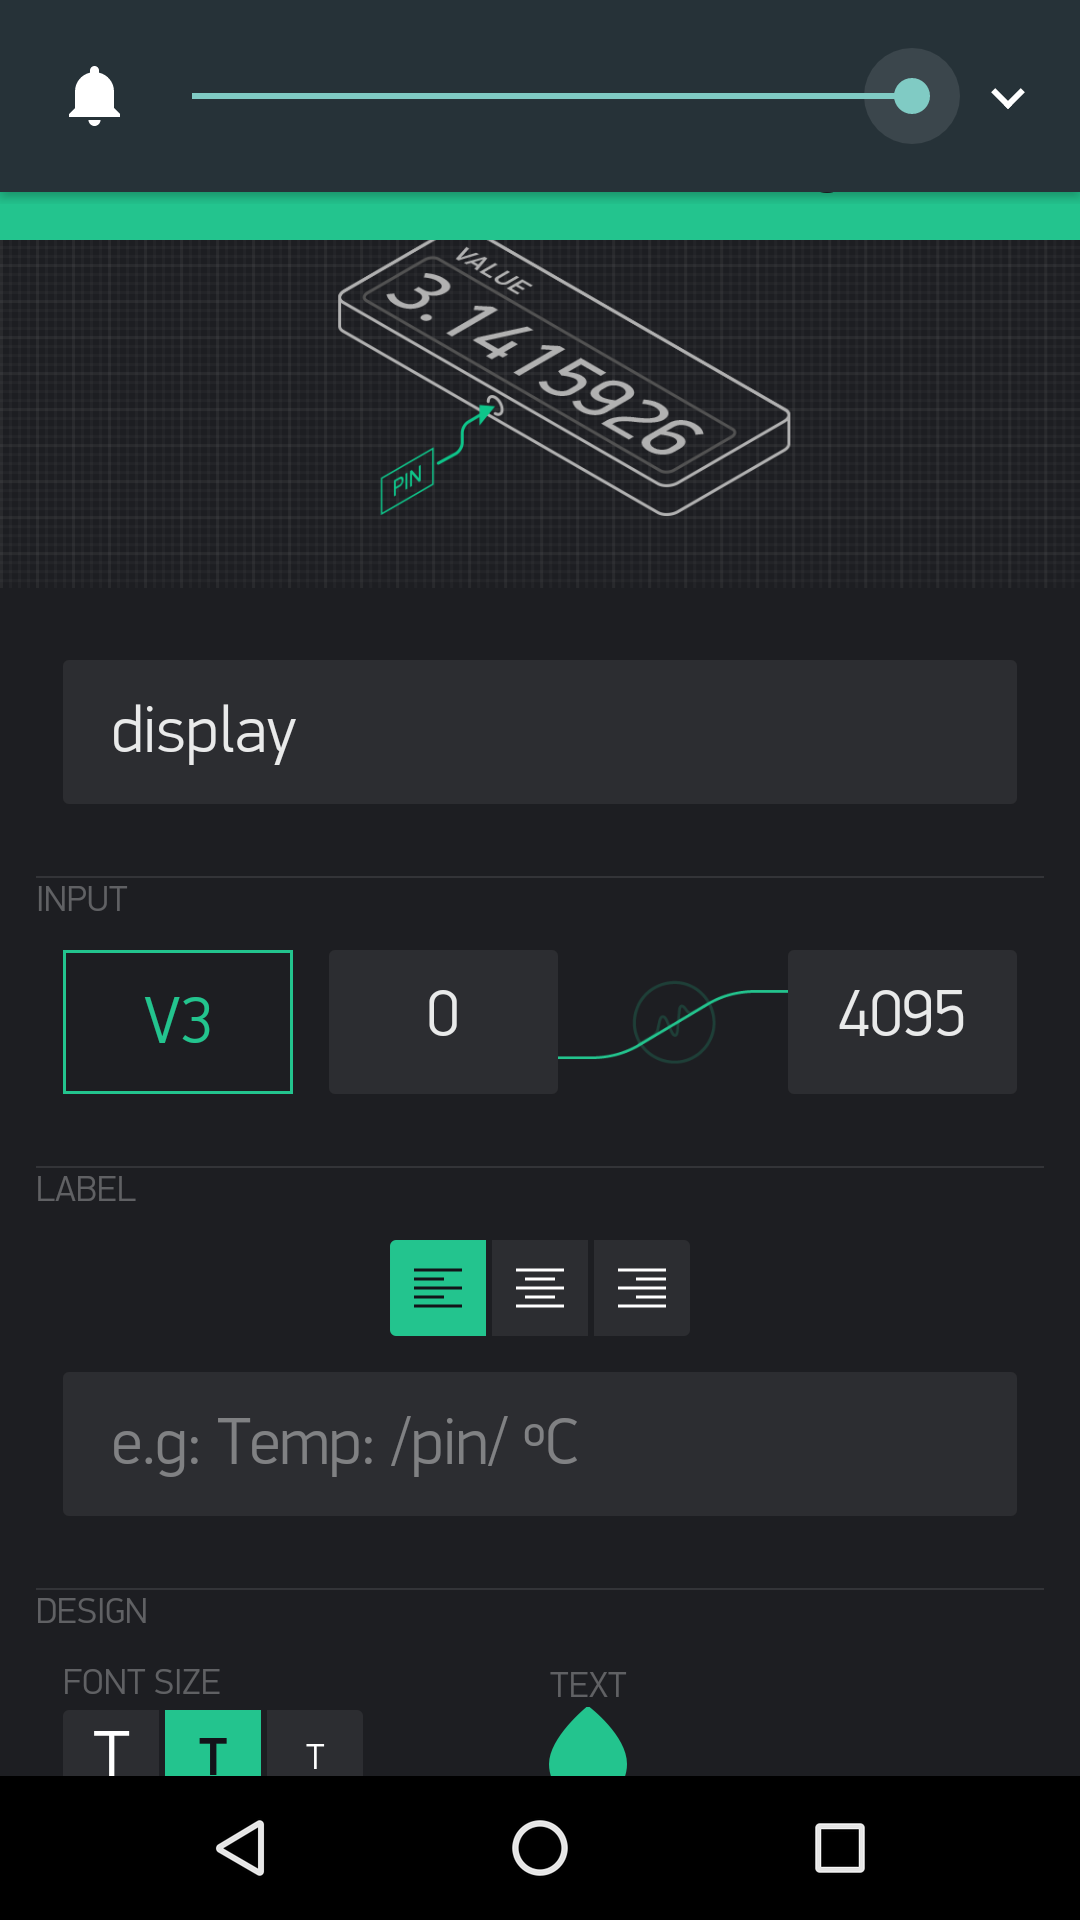 VALUE
3.1415926
PIN
display
INPUT
V3 0 4095
LABEL
e.g: Temp: /pin/ ºC
DESIGN
FONT SIZE TEXT
T T T